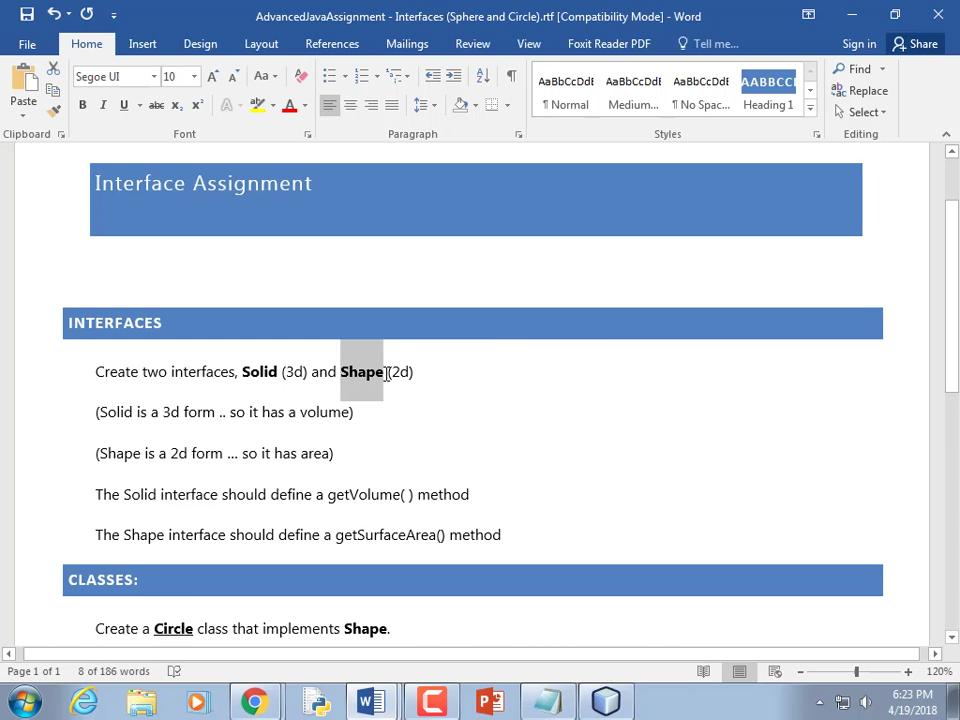 AdvancedJavaAssignment - Interfaces (Sphere and Circle).rtf [Compatibility Mode] - Word
File Home Insert Design Layout References Mailings Review View Foxit Reader PDF Tell me... Sign in Share
Segoe UI 10 Aa AaBbCcDdE AaBbCcDdE AaBbCcDdE AABBCCI Find
Paste B I U abc x₂ x² A A ¶ Normal Medium... ¶ No Spac... Heading 1 Replace
Select
Clipboard Font Paragraph Styles Editing
Interface Assignment
INTERFACES
Create two interfaces, Solid (3d) and Shape (2d)
(Solid is a 3d form .. so it has a volume)
(Shape is a 2d form ... so it has area)
The Solid interface should define a getVolume( ) method
The Shape interface should define a getSurfaceArea() method
CLASSES:
Create a Circle class that implements Shape.
Page 1 of 1 8 of 186 words 120%
6:23 PM
4/19/2018